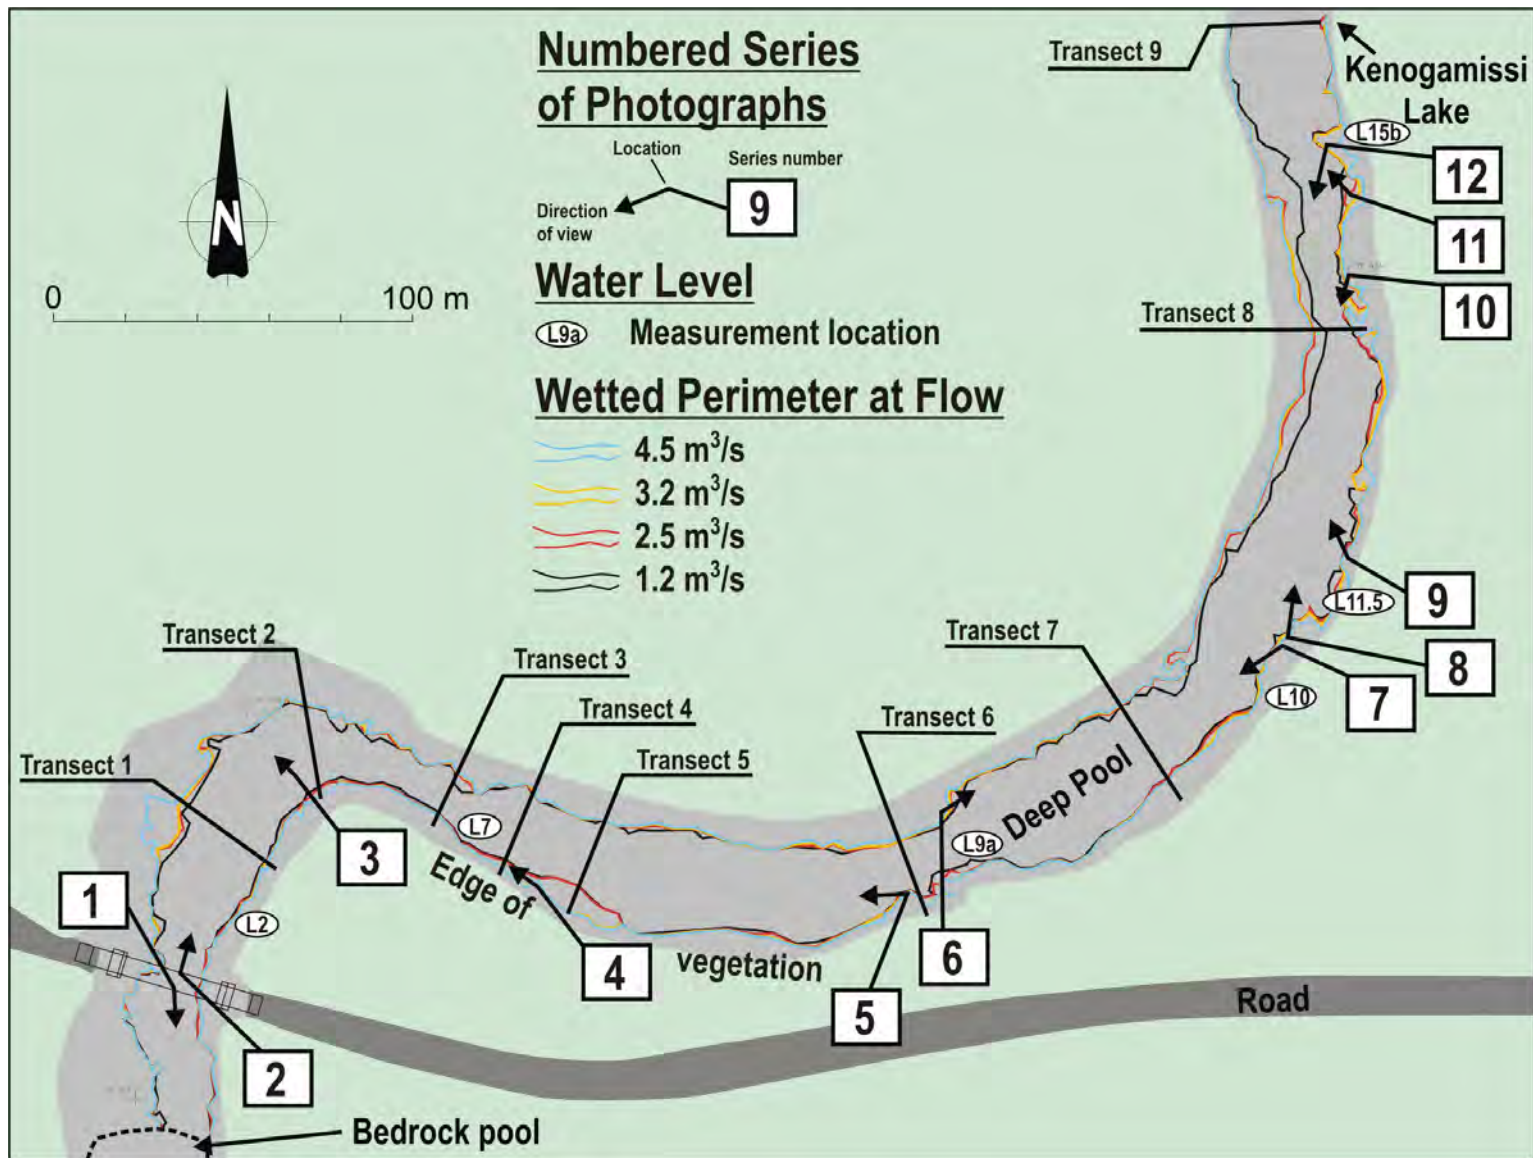 Numbered Series
of Photographs
Location
Series number
9
Direction
of view
Water Level
L9a
Measurement location
Wetted Perimeter at Flow
4.5 m³/s
3.2 m³/s
2.5 m³/s
1.2 m³/s
N
0
100 m
Transect 9
Kenogamissi
Lake
L15b
12
11
10
Transect 8
9
L11.5
8
7
L10
Transect 7
Transect 6
Deep Pool
L9a
6
5
Transect 2
Transect 3
Transect 4
Transect 5
Transect 1
L7
Edge of
vegetation
3
4
1
L2
2
Road
Bedrock pool